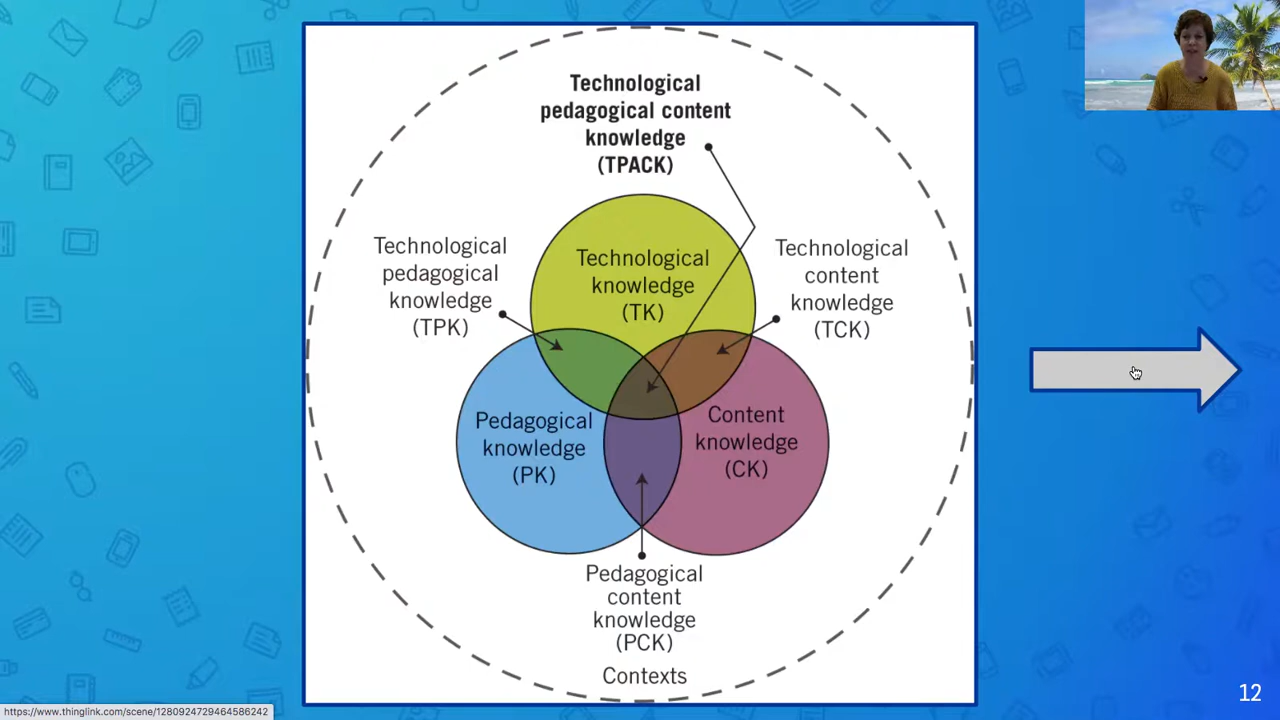 Technological
pedagogical content
knowledge
(TPACK)
Technological
pedagogical
knowledge
(TPK)
Technological
knowledge
(TK)
Technological
content
knowledge
(TCK)
Pedagogical
knowledge
(PK)
Content
knowledge
(CK)
Pedagogical
content
knowledge
(PCK)
Contexts
12
https://www.thinglink.com/scene/1280924729464586242